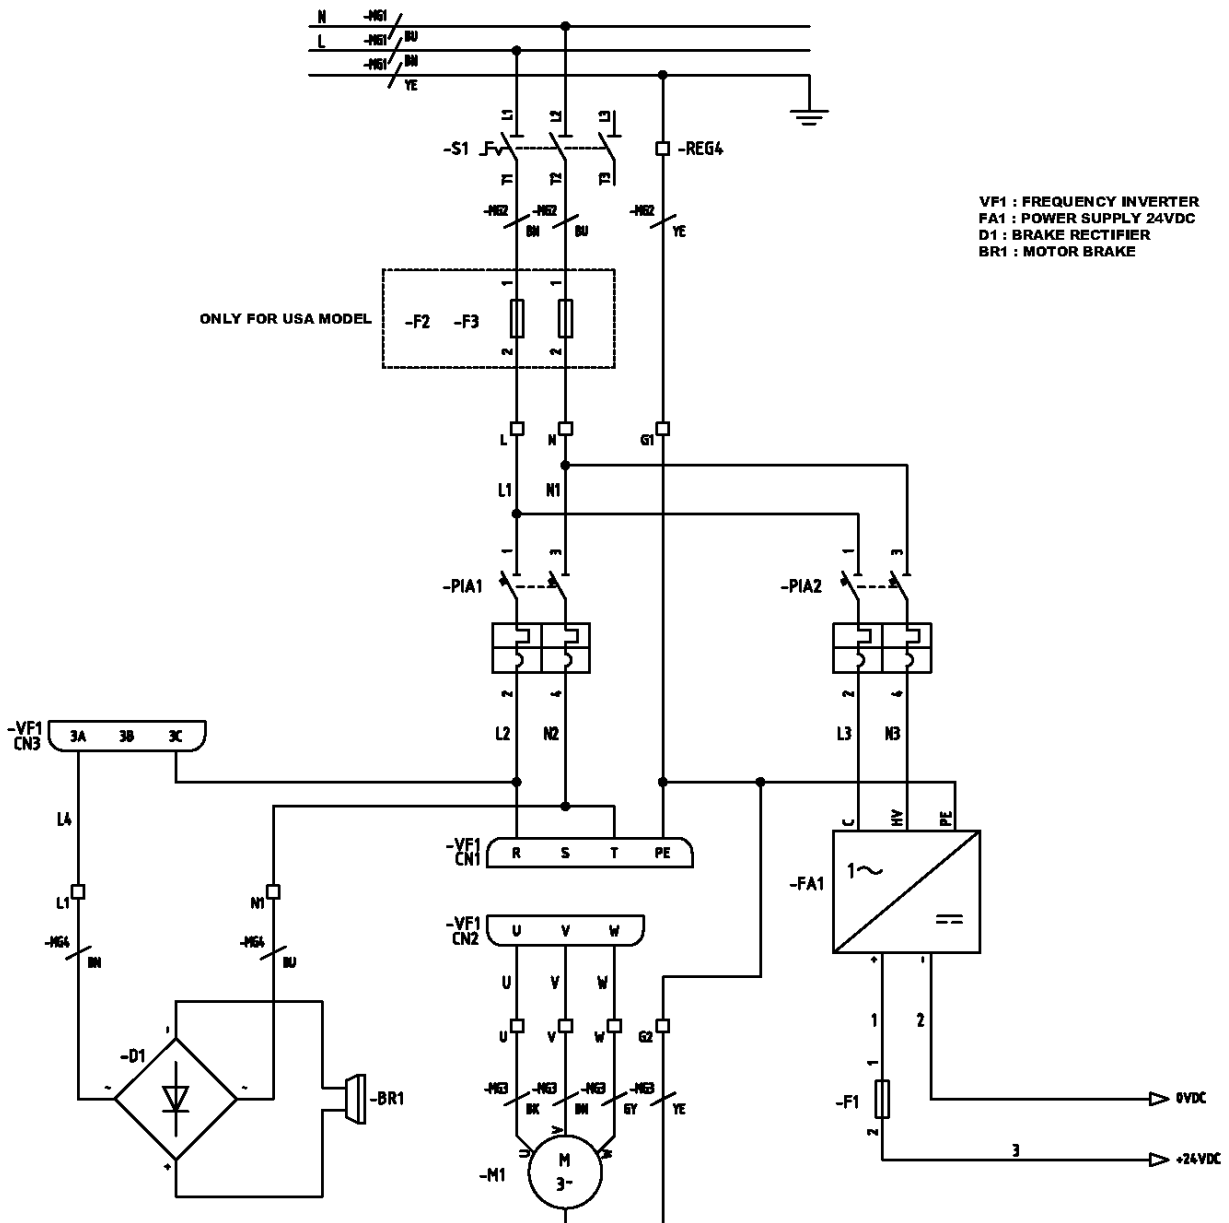 N -MG1
BU
L -MG1
BN
-MG1
YE
L1 L2 L3
-S1
-REG4
T1 T2 T3
-MG2 -MG2 -MG2
BN BU YE
VF1 : FREQUENCY INVERTER
FA1 : POWER SUPPLY 24VDC
D1 : BRAKE RECTIFIER
BR1 : MOTOR BRAKE
1 1
ONLY FOR USA MODEL -F2 -F3
2 2
L N G1
L1 N1
1 3 1 3
-PIA1 -PIA2
2 4 2 4
-VF1
CN3
3A 3B 3C
L2 N2 L3 N3
L4
C HV PE
-VF1
CN1
R S T PE
-FA1 1~
L1 N1
-VF1
CN2
U V W
-MG4 -MG4
BN BU
+ -
U V W
1 2
U V W G2
-D1
-
~ ~
+
-BR1
-MG3 -MG3 -MG3 -MG3
BK BN GY YE
1
-F1
2
0VDC
U V W
-M1
M
3~
3
+24VDC